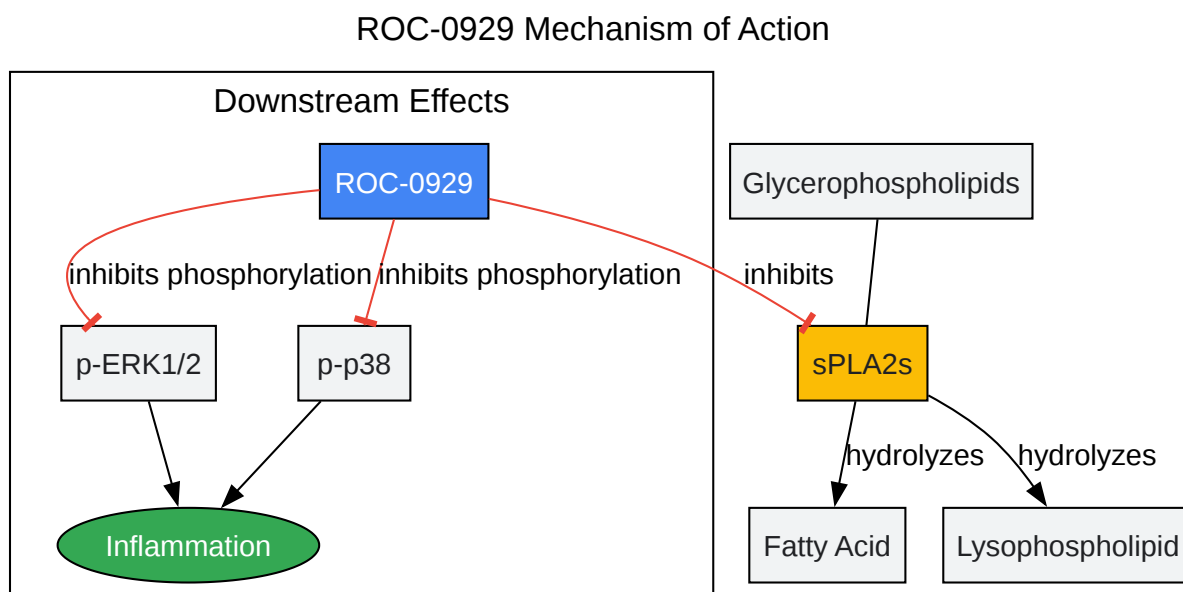 ROC-0929 Mechanism of Action
Downstream Effects
ROC-0929
Glycerophospholipids
inhibits phosphorylation
inhibits phosphorylation
inhibits
p-ERK1/2
p-p38
sPLA2s
hydrolyzes
hydrolyzes
Inflammation
Fatty Acid
Lysophospholipid